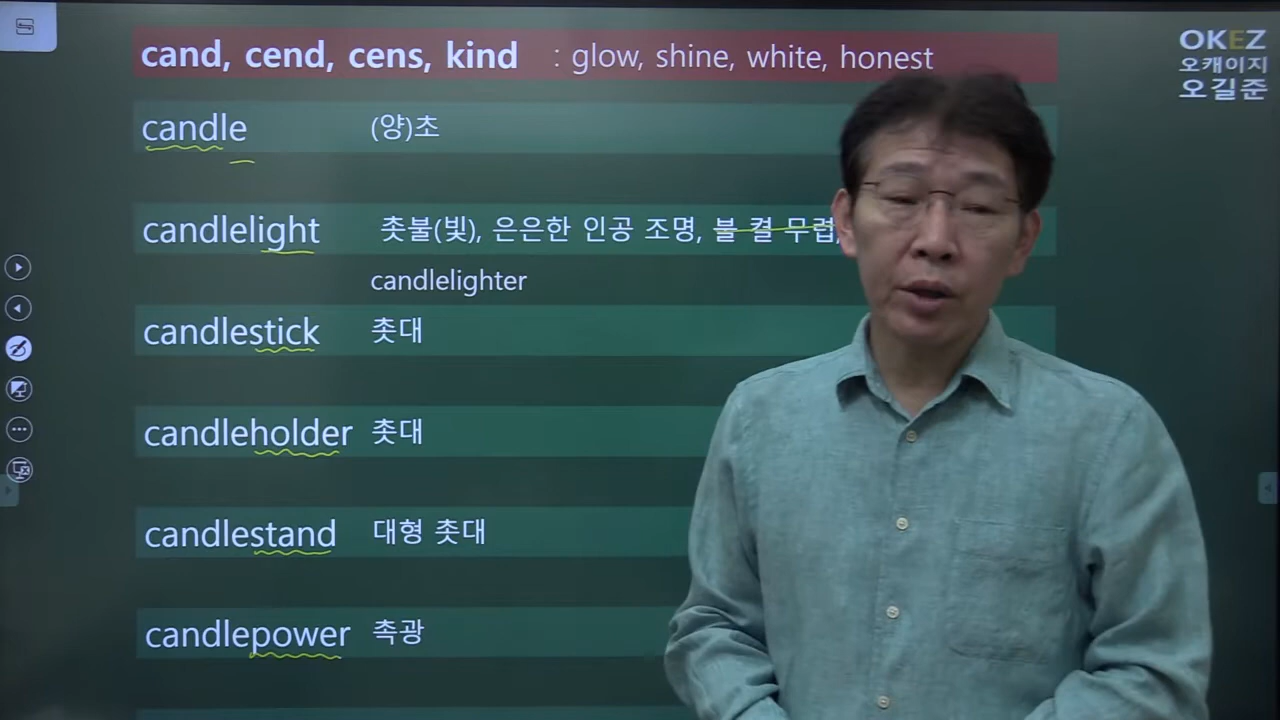 cand, cend, cens, kind : glow, shine, white, honest
OKEZ
오캐이지
오길준
candle (양)초
candlelight 촛불(빛), 은은한 인공 조명, 불 켤 무렵,
candlelighter
candlestick 촛대
candleholder 촛대
candlestand 대형 촛대
candlepower 촉광